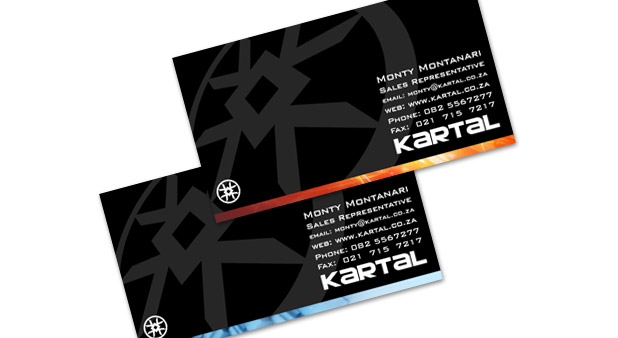 Monty Montanari
Sales Representative
email: monty@kartal.co.za
web: www.kartal.co.za
Phone: 082 5567277
Fax: 021 715 7217
KARTAL
Monty Montanari
Sales Representative
email: monty@kartal.co.za
web: www.kartal.co.za
Phone: 082 5567277
Fax: 021 715 7217
KARTAL